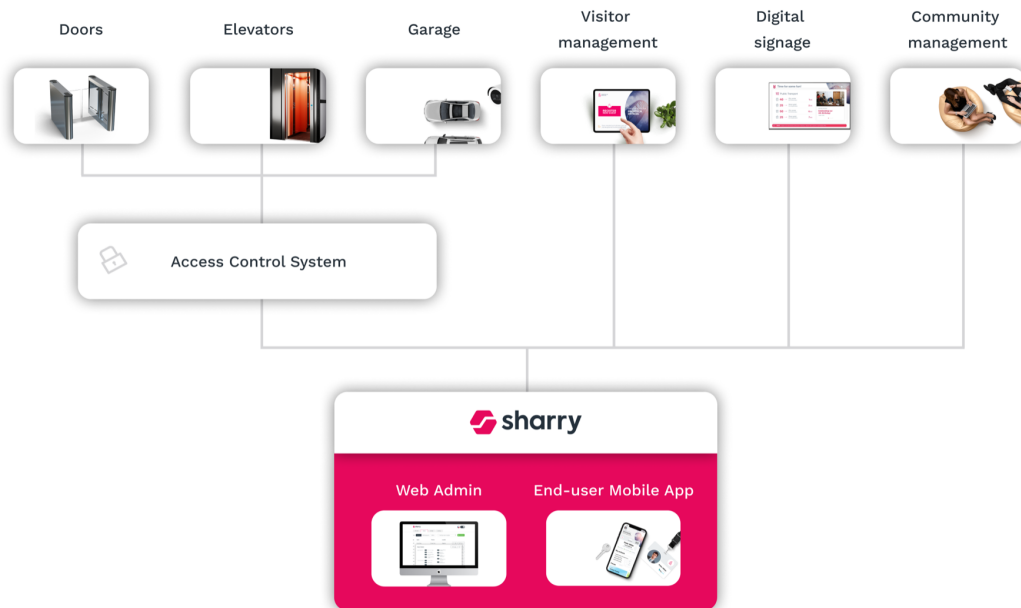 Doors
Elevators
Garage
Visitor
management
Digital
signage
Community
management
Access Control System
sharry
Web Admin
End-user Mobile App